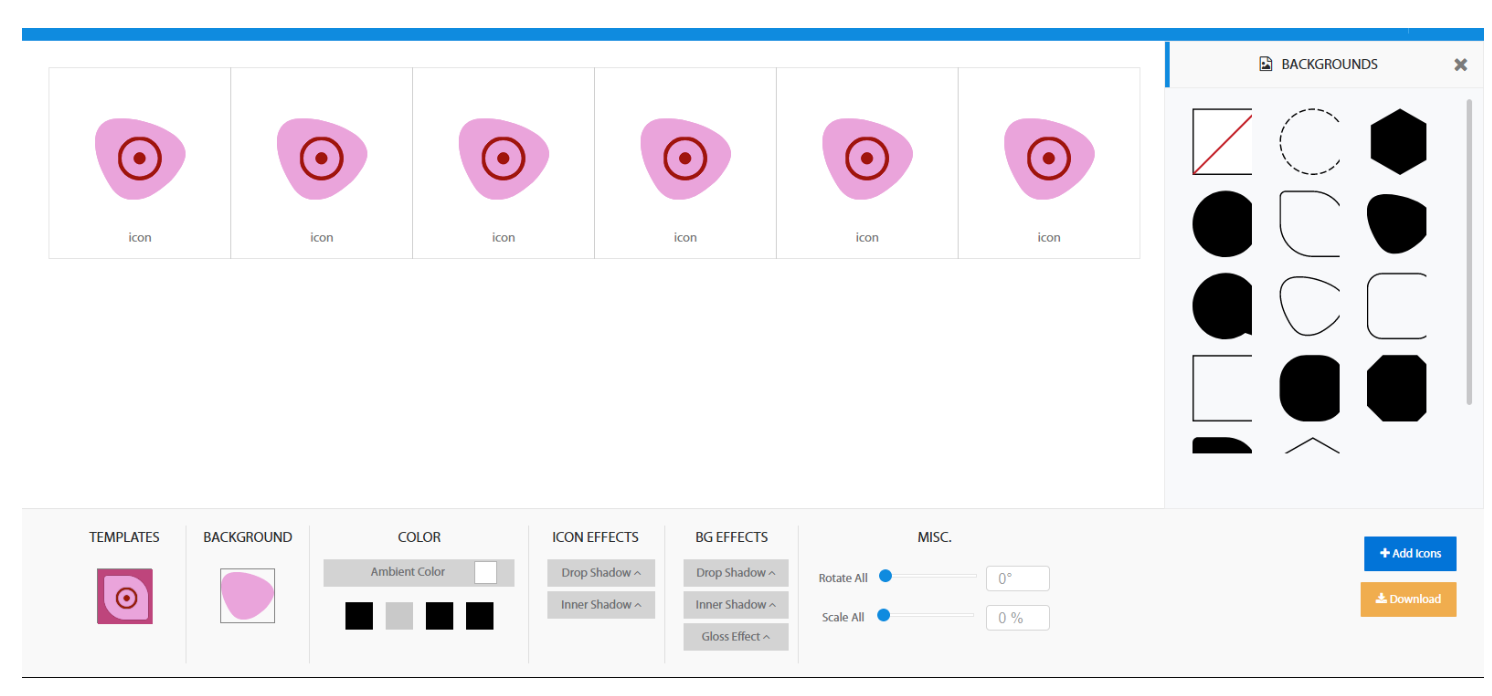 BACKGROUNDS
icon icon icon icon icon icon
TEMPLATES BACKGROUND COLOR ICON EFFECTS BG EFFECTS MISC.
Ambient Color Drop Shadow Drop Shadow Rotate All 0° + Add Icons
Inner Shadow Inner Shadow Scale All 0 % Download
Gloss Effect